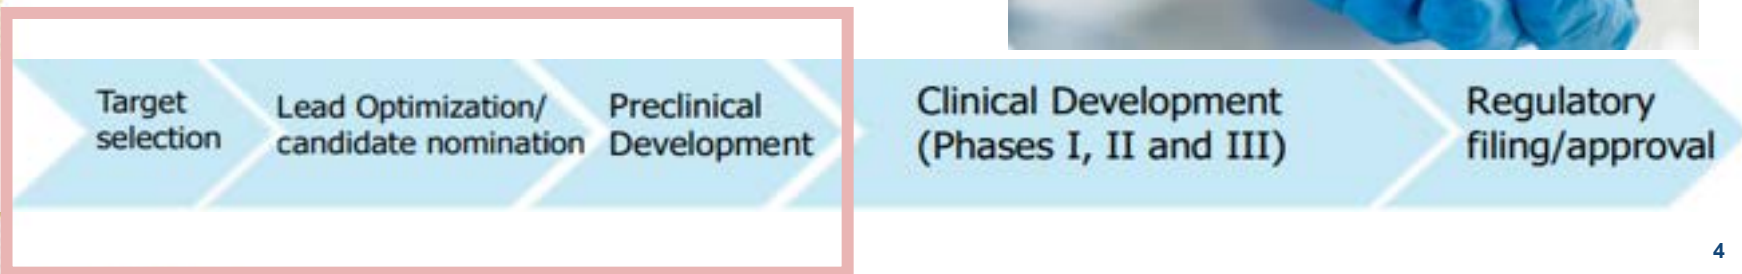 Target
selection
Lead Optimization/
candidate nomination
Preclinical
Development
Clinical Development
(Phases I, II and III)
Regulatory
filing/approval
4